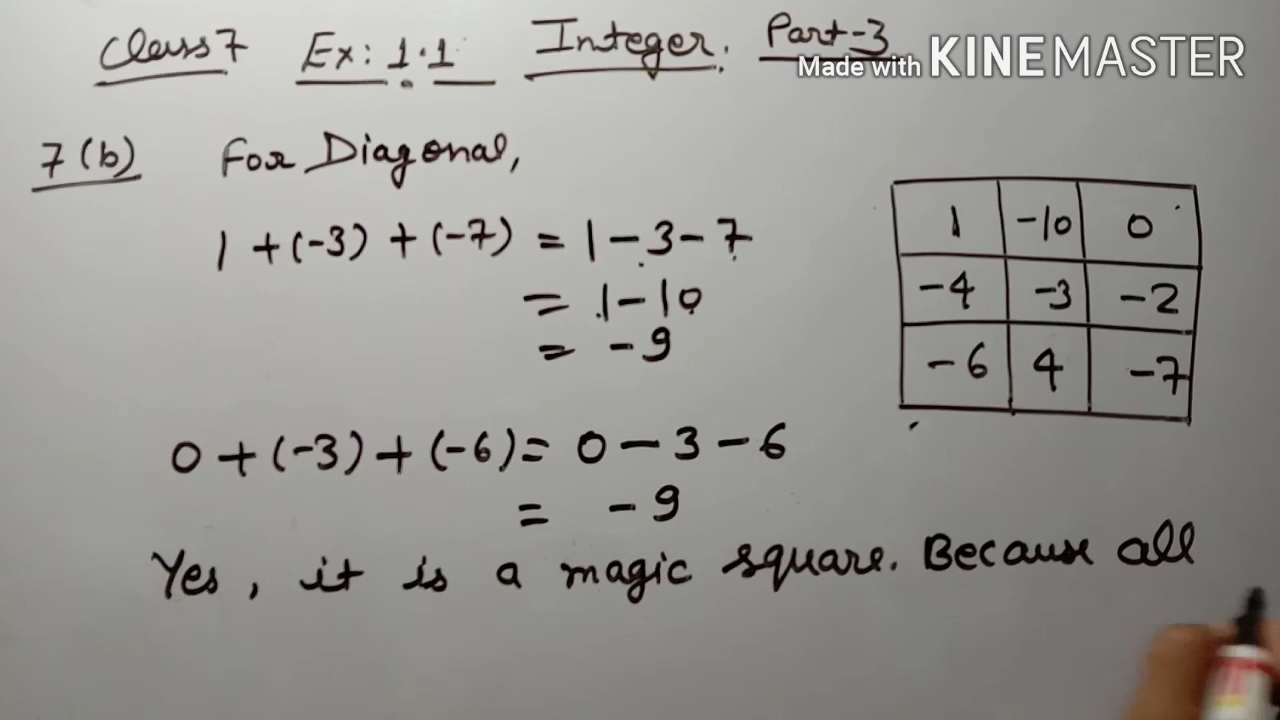 Class 7 Ex: 1.1 Integer. Part-3
Made with KINEMASTER
7(b) For Diagonal,
1 + (-3) + (-7) = 1 - 3 - 7
= 1 - 10
= -9
1 -10 0
-4 -3 -2
-6 4 -7
0 + (-3) + (-6) = 0 - 3 - 6
= -9
Yes, it is a magic square. Because all